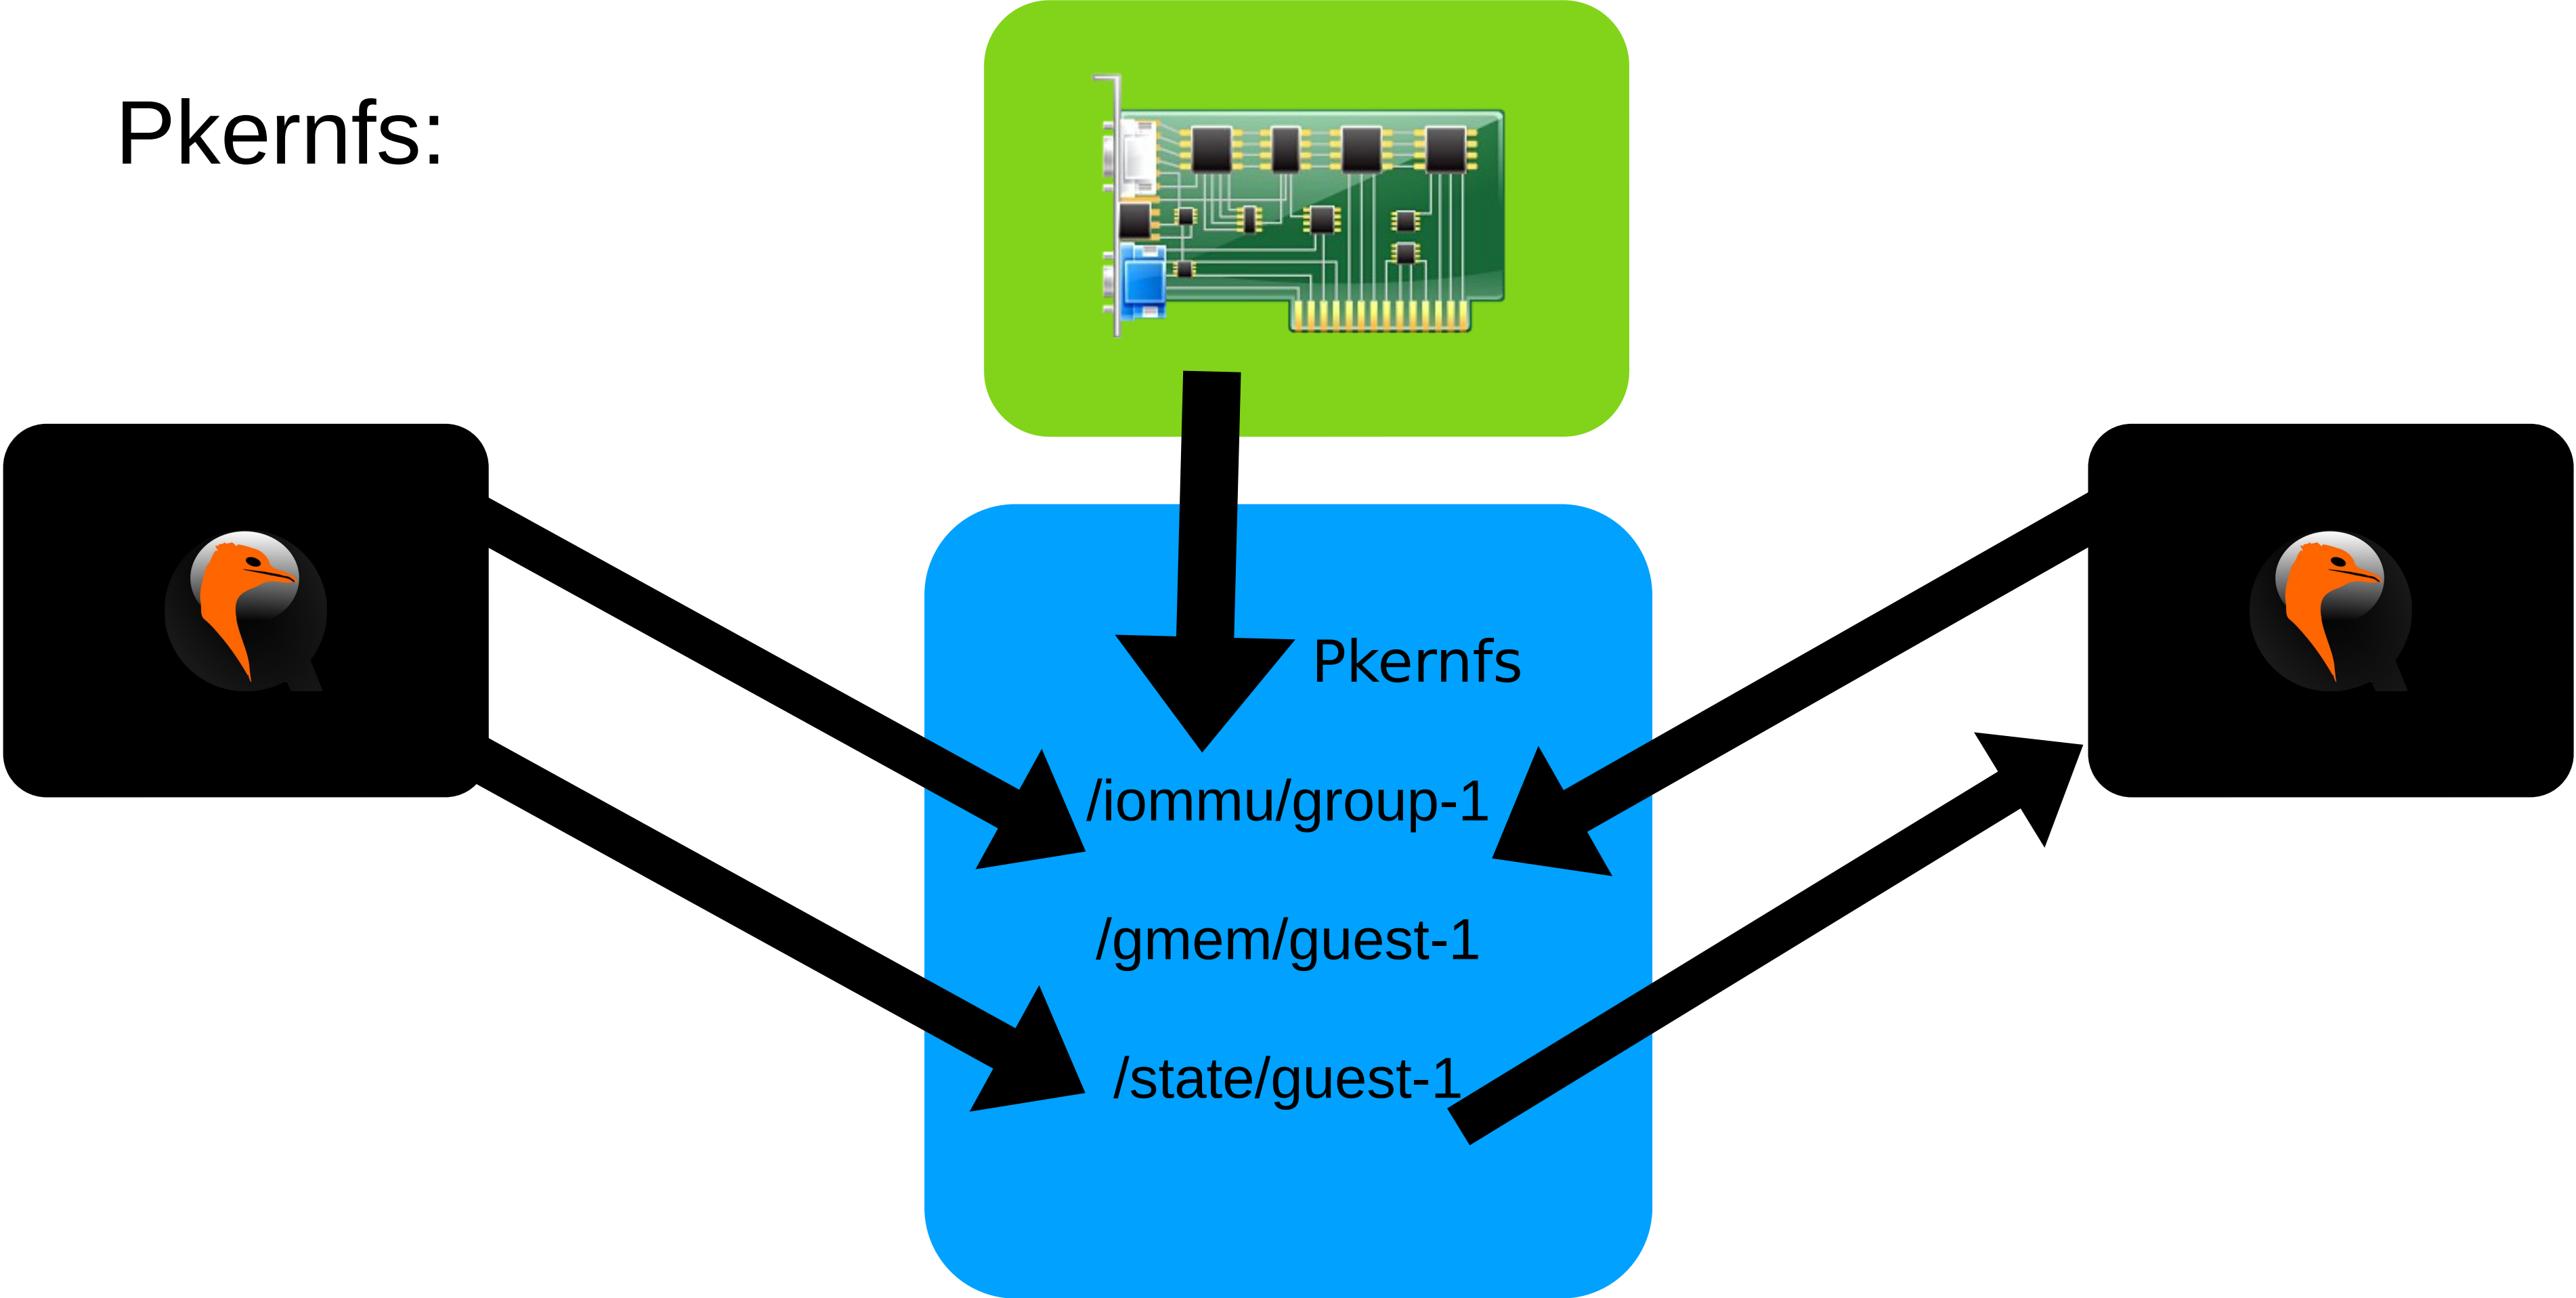 Pkernfs:
Pkernfs
/iommu/group-1
/gmem/guest-1
/state/guest-1